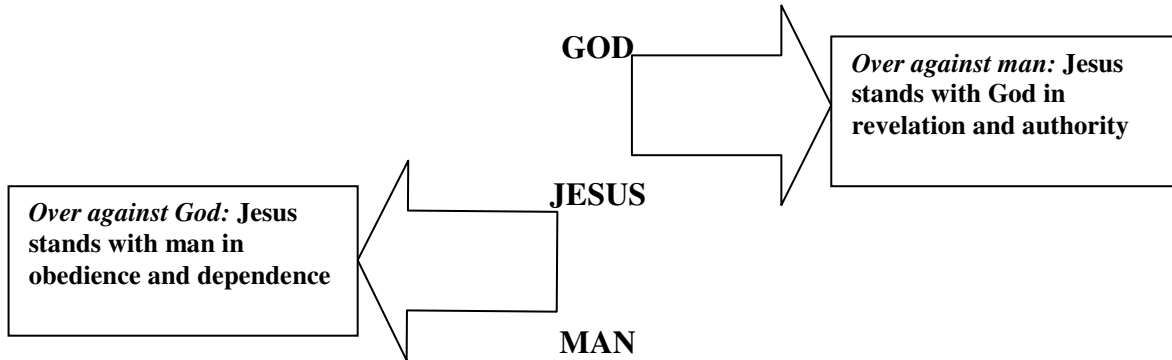 GOD
Over against man: Jesus
stands with God in
revelation and authority
JESUS
Over against God: Jesus
stands with man in
obedience and dependence
MAN